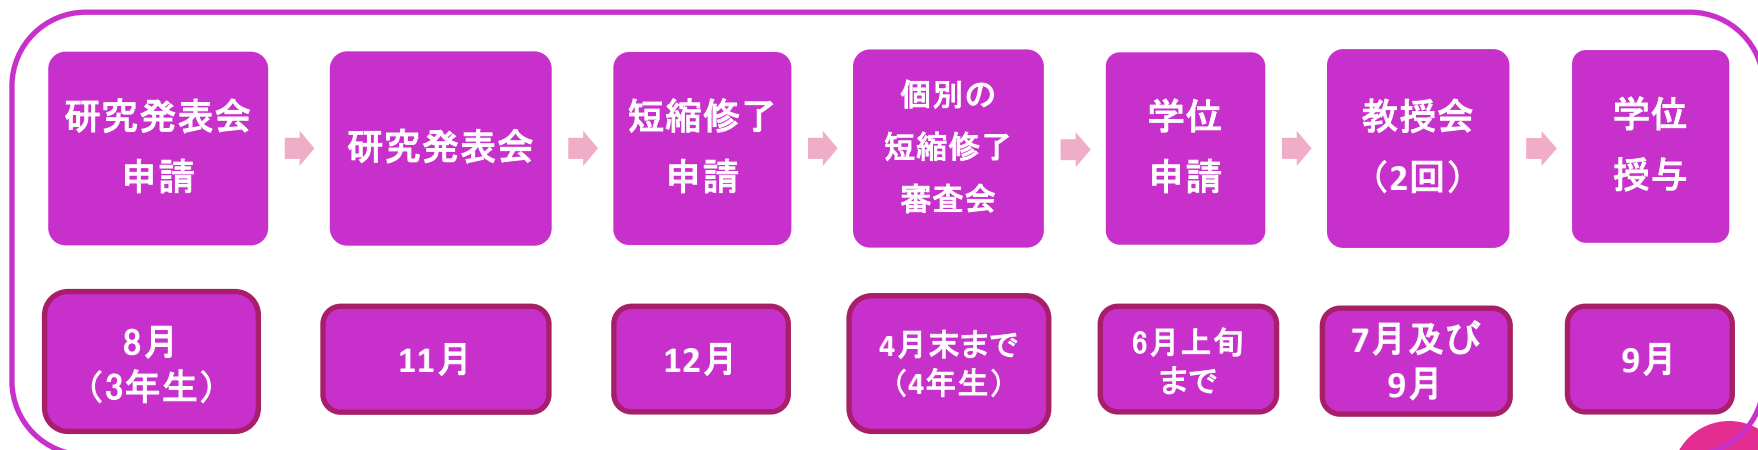 研究発表会
申請
研究発表会
短縮修了
申請
個別の
短縮修了
審査会
学位
申請
教授会
（2回）
学位
授与
8月
（3年生）
11月
12月
4月末まで
（4年生）
6月上旬
まで
7月及び
9月
9月